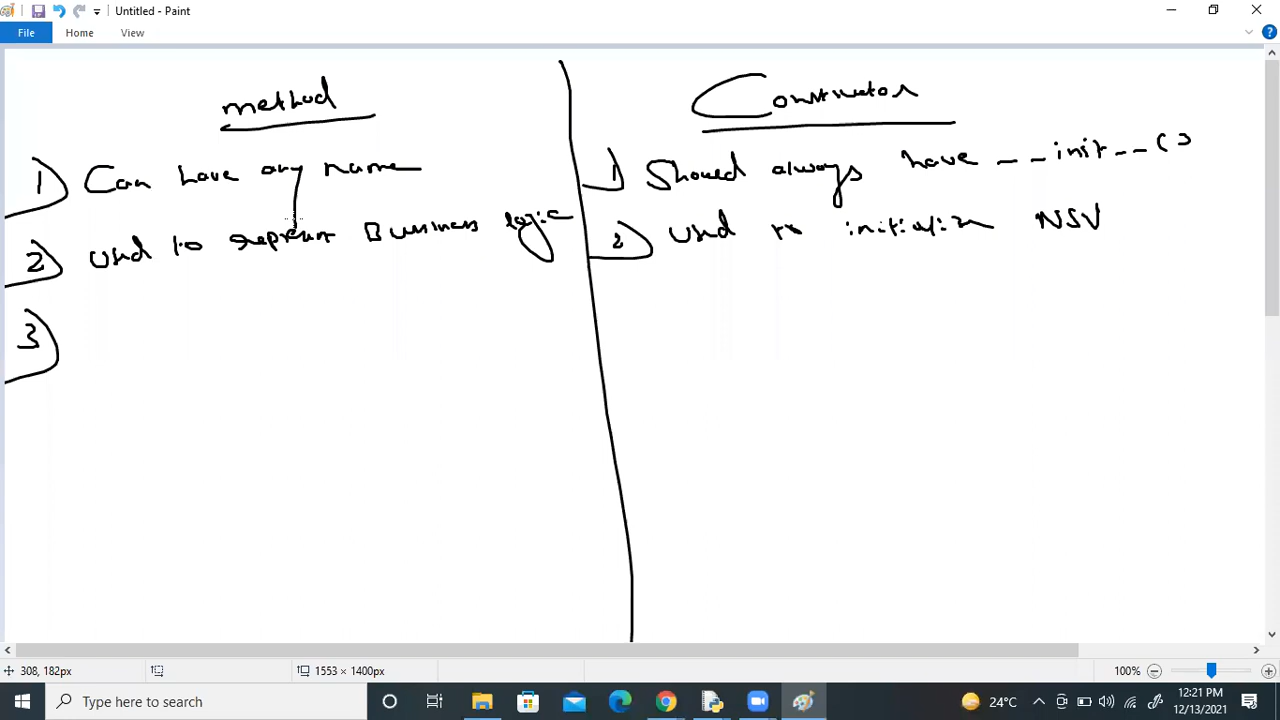 Untitled - Paint
File Home View
method
1) Can have any name
2) Used to represent Business logic
3)
Constructor
1) Should always have __init__()
2) Used to initialize NSV
308, 182px
1553 × 1400px
100%
Type here to search
24°C
12:21 PM
12/13/2021